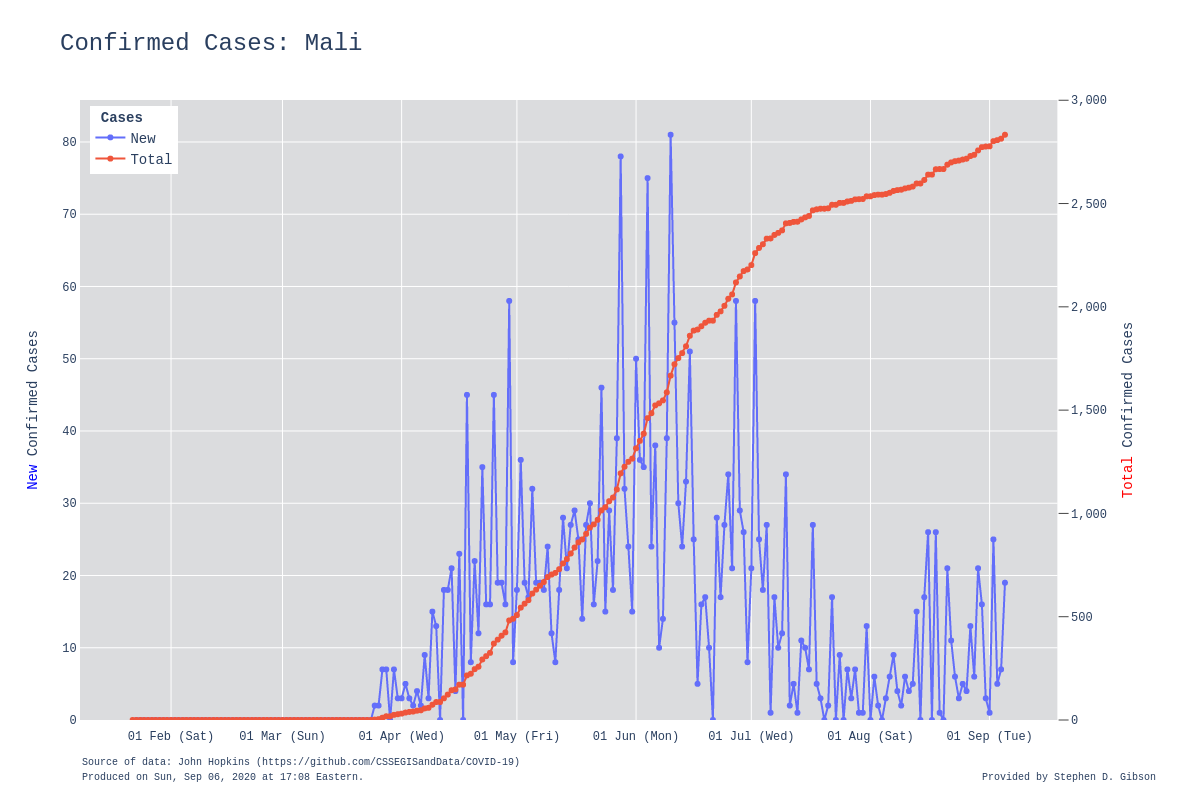 Confirmed Cases: Mali
Cases
New
Total
80
70
60
50
40
30
20
10
0
New Confirmed Cases
3,000
2,500
2,000
1,500
1,000
500
0
Total Confirmed Cases
01 Feb (Sat)
01 Mar (Sun)
01 Apr (Wed)
01 May (Fri)
01 Jun (Mon)
01 Jul (Wed)
01 Aug (Sat)
01 Sep (Tue)
Source of data: John Hopkins (https://github.com/CSSEGISandData/COVID-19)
Produced on Sun, Sep 06, 2020 at 17:08 Eastern.
Provided by Stephen D. Gibson